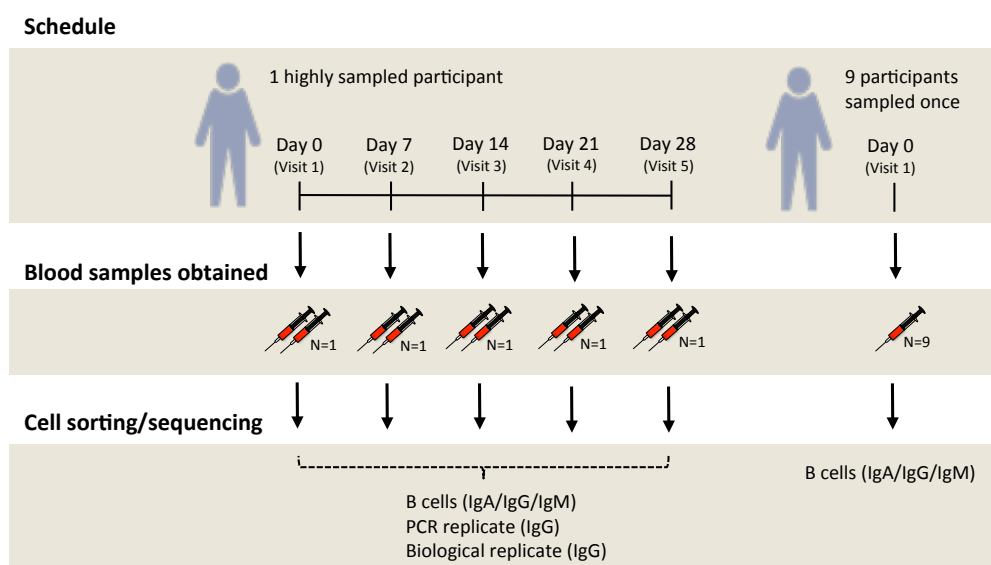 Schedule
1 highly sampled participant
9 participants
sampled once
Day 0
(Visit 1)
Day 7
(Visit 2)
Day 14
(Visit 3)
Day 21
(Visit 4)
Day 28
(Visit 5)
Day 0
(Visit 1)
Blood samples obtained
N=1
N=1
N=1
N=1
N=1
N=9
Cell sorting/sequencing
B cells (IgA/IgG/IgM)
PCR replicate (IgG)
Biological replicate (IgG)
B cells (IgA/IgG/IgM)